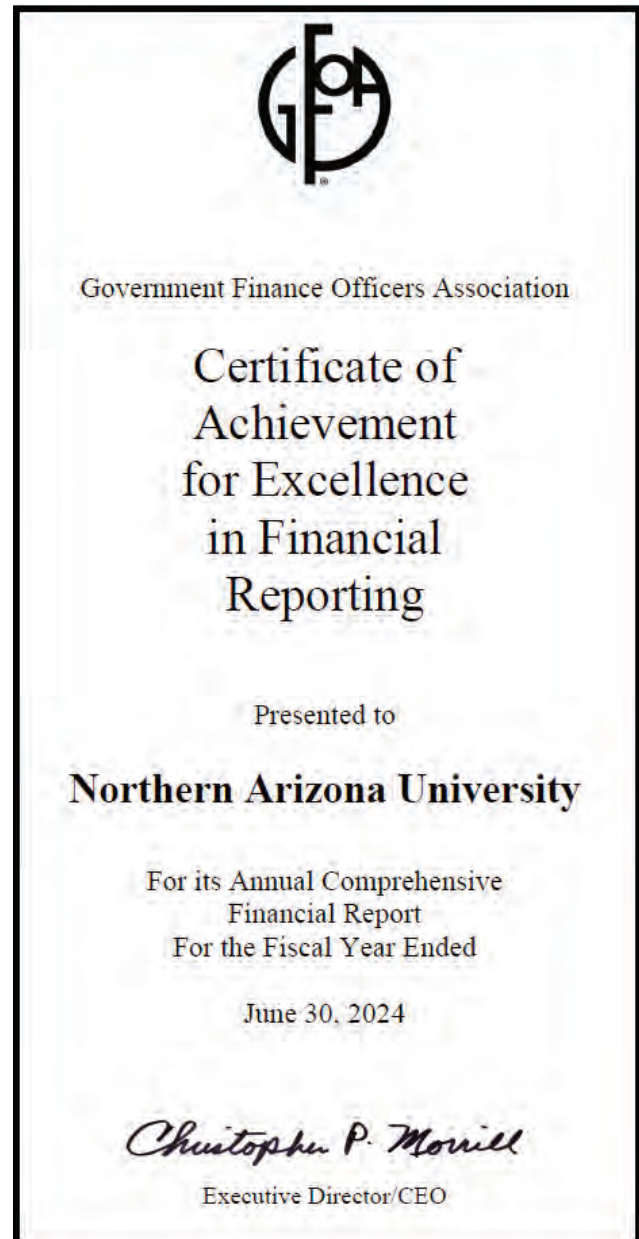 GFOA
®
Government Finance Officers Association
Certificate of
Achievement
for Excellence
in Financial
Reporting
Presented to
Northern Arizona University
For its Annual Comprehensive
Financial Report
For the Fiscal Year Ended
June 30, 2024
Christopher P. Morrill
Executive Director/CEO